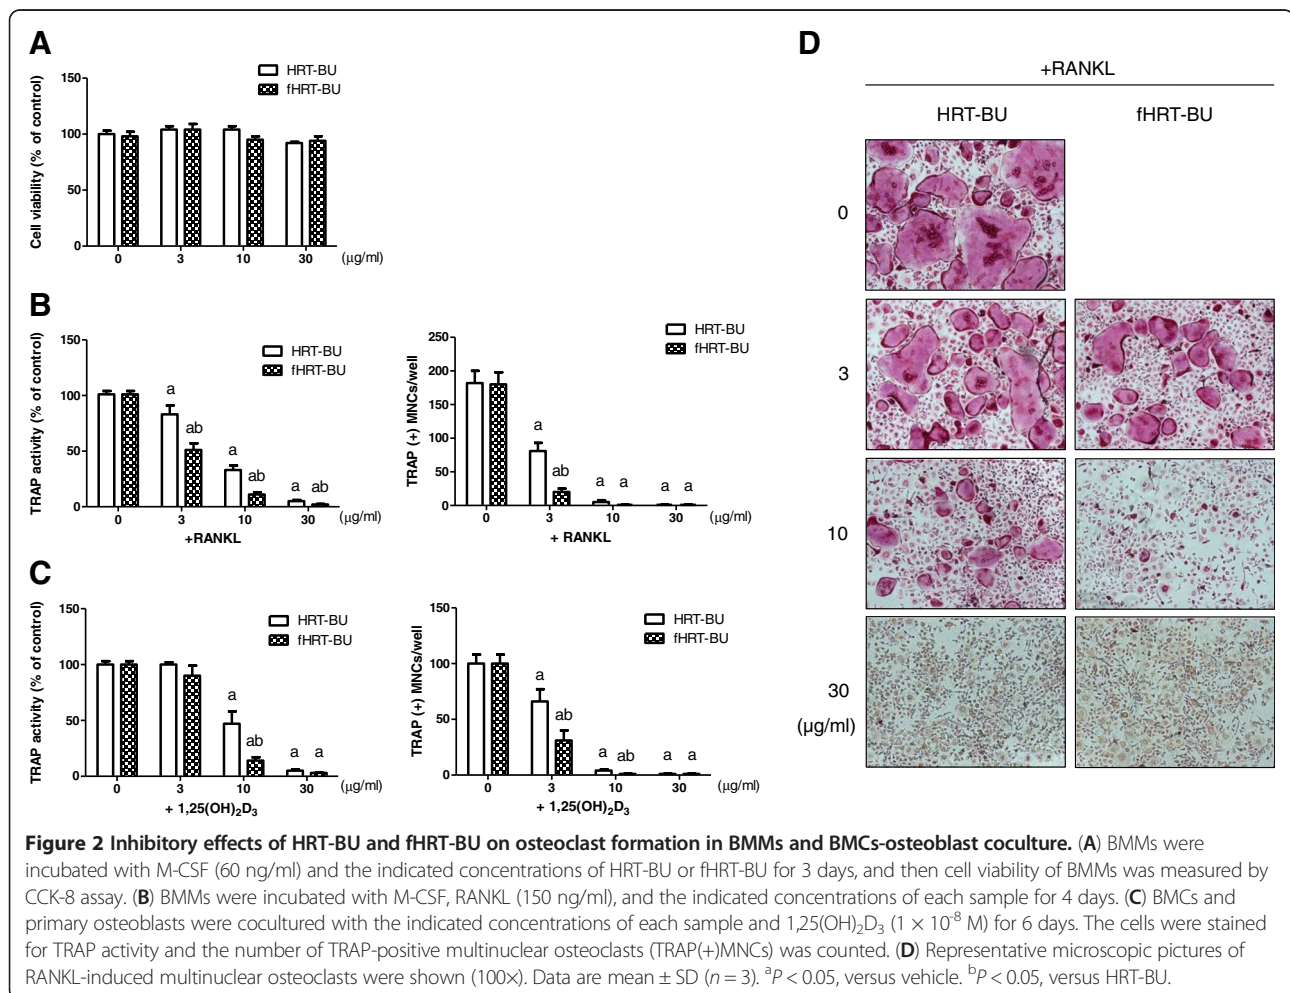 A
HRT-BU
fHRT-BU
Cell viability (% of control)
150
100
50
0
0 3 10 30 (µg/ml)
B
HRT-BU
fHRT-BU
TRAP activity (% of control)
150
100
50
0
a
ab
a
ab
a ab
0 3 10 30 (µg/ml)
+RANKL
HRT-BU
fHRT-BU
TRAP (+) MNCs/well
250
200
150
100
50
0
a
ab
a a
a a
0 3 10 30 (µg/ml)
+ RANKL
C
HRT-BU
fHRT-BU
TRAP activity (% of control)
150
100
50
0
a
ab
a a
0 3 10 30 (µg/ml)
+ 1,25(OH)₂D₃
HRT-BU
fHRT-BU
TRAP (+) MNCs/well
150
100
50
0
a
ab
a ab
a a
0 3 10 30 (µg/ml)
+ 1,25(OH)₂D₃
D
+RANKL
HRT-BU fHRT-BU
0
3
10
30
(µg/ml)
Figure 2 Inhibitory effects of HRT-BU and fHRT-BU on osteoclast formation in BMMs and BMCs-osteoblast coculture. (A) BMMs were
incubated with M-CSF (60 ng/ml) and the indicated concentrations of HRT-BU or fHRT-BU for 3 days, and then cell viability of BMMs was measured by
CCK-8 assay. (B) BMMs were incubated with M-CSF, RANKL (150 ng/ml), and the indicated concentrations of each sample for 4 days. (C) BMCs and
primary osteoblasts were cocultured with the indicated concentrations of each sample and 1,25(OH)₂D₃ (1 × 10⁻⁸ M) for 6 days. The cells were stained
for TRAP activity and the number of TRAP-positive multinuclear osteoclasts (TRAP(+)MNCs) was counted. (D) Representative microscopic pictures of
RANKL-induced multinuclear osteoclasts were shown (100×). Data are mean ± SD (n = 3). ᵃP < 0.05, versus vehicle. ᵇP < 0.05, versus HRT-BU.